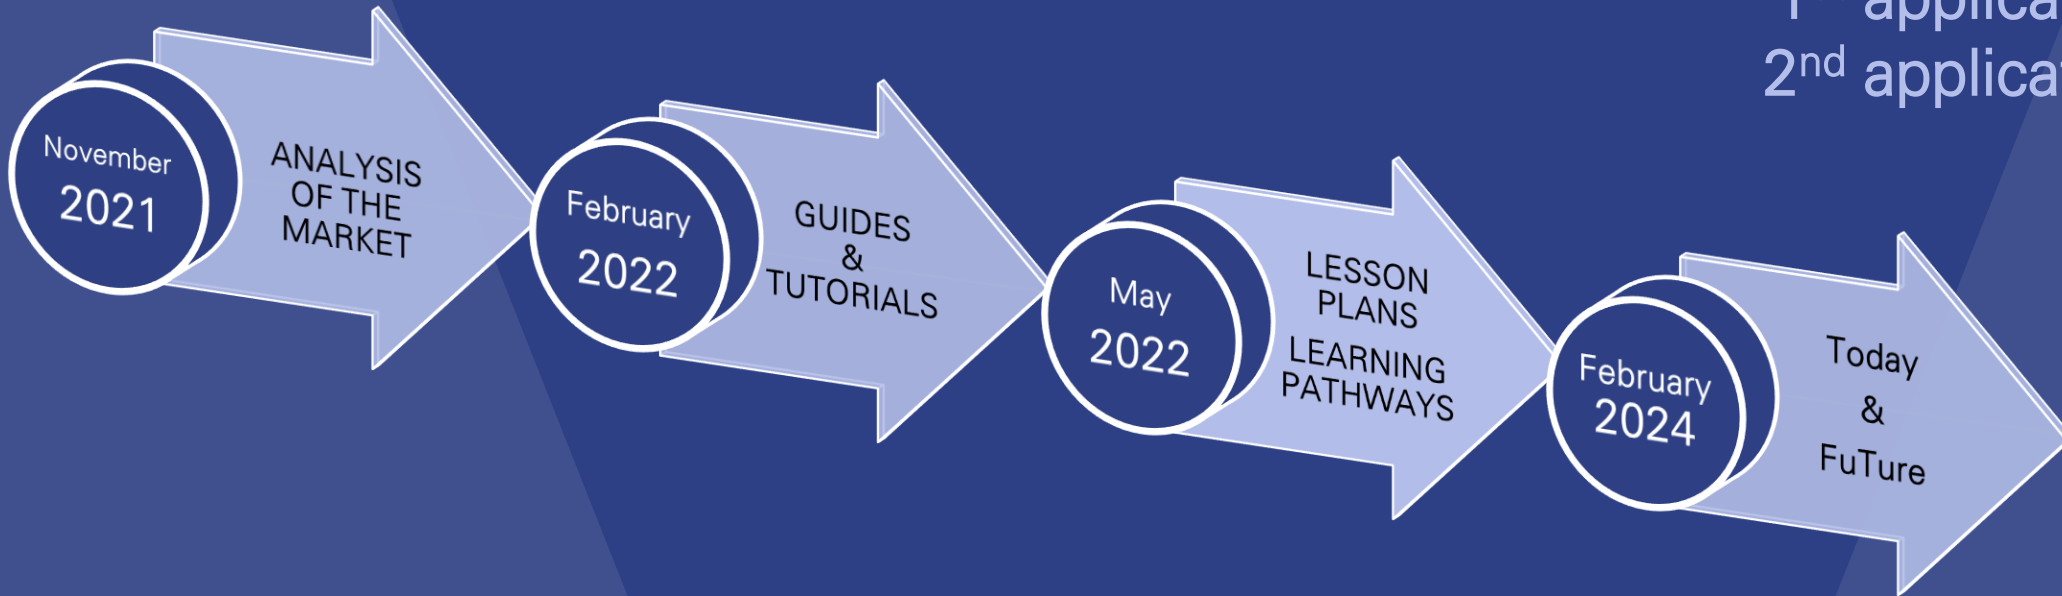 November
2021
ANALYSIS
OF THE
MARKET
February
2022
GUIDES
&
TUTORIALS
May
2022
LESSON
PLANS
LEARNING
PATHWAYS
February
2024
Today
&
FuTure
2nd